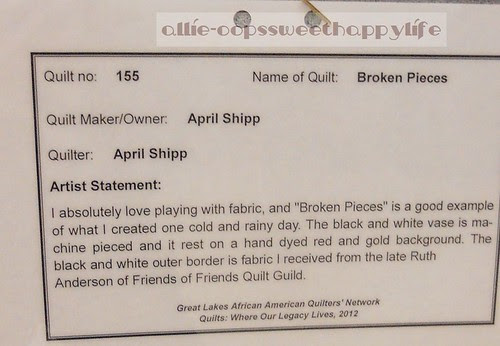 allie-oopssweethappylife
Quilt no: 155 Name of Quilt: Broken Pieces
Quilt Maker/Owner: April Shipp
Quilter: April Shipp
Artist Statement:
I absolutely love playing with fabric, and "Broken Pieces" is a good example
of what I created one cold and rainy day. The black and white vase is ma-
chine pieced and it rest on a hand dyed red and gold background. The
black and white outer border is fabric I received from the late Ruth
Anderson of Friends of Friends Quilt Guild.
Great Lakes African American Quilters' Network
Quilts: Where Our Legacy Lives, 2012